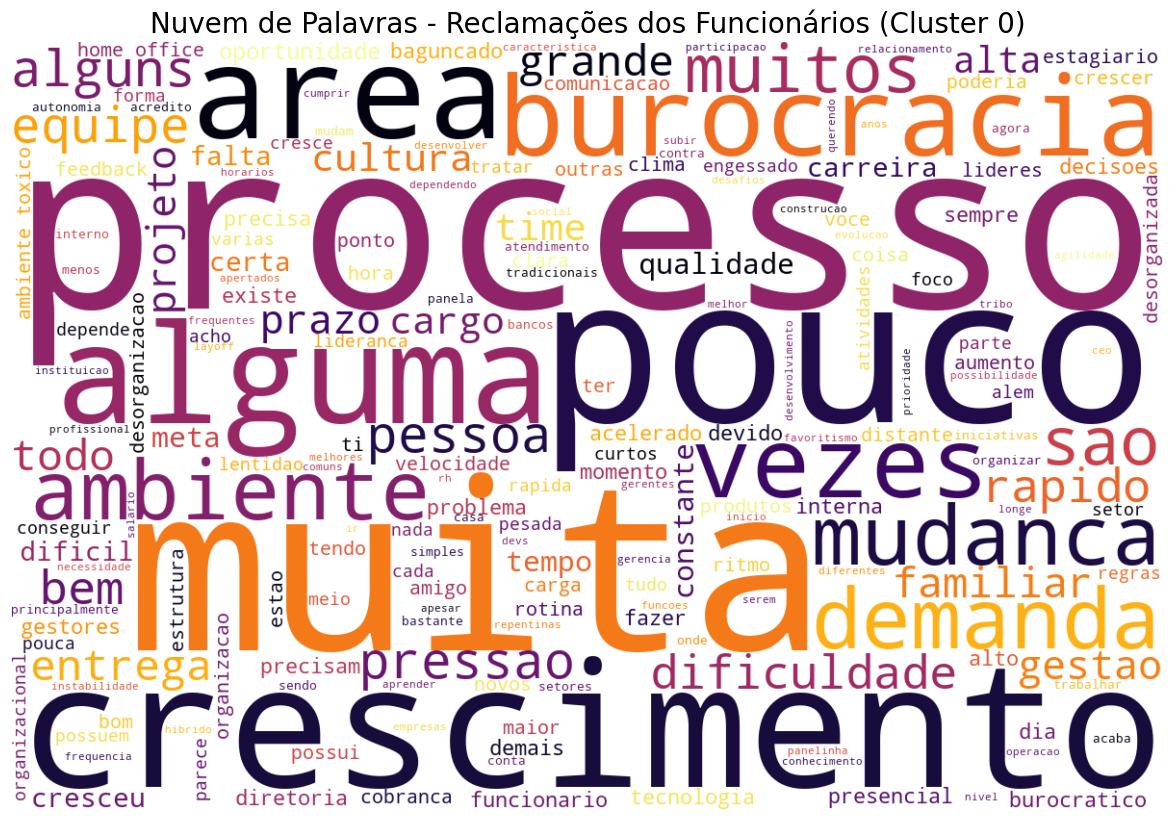 Nuvem de Palavras - Reclamações dos Funcionários (Cluster 0)
home office
oportunidade
baguncado
caracteristica
grande
participacao
relacionamento
alguns
area
muitos
alta
estagiario
forma
comunicacao
poderia
crescer
autonomia
acredito
cumprir
burocracia
equipe
mudam
cresce
desenvolver
querendo
anos
agora
subir
contra
falta
cultura
feedback
horarios
tratar
outras
clima
engessado
carreira
lideres
decisoes
ambiente toxico
projeto
dependendo
desafios
desorganizada
processo
precisa
varias
ponto
time
social
construcao
voce
evolucao
sempre
interno
menos
certa
hora
atendimento
clara
tradicionais
qualidade
coisa
foco
agilidade
apertados
existe
panela
melhor
tribo
depende
desorganizacao
frequentes
acho
prazo
cargo
bancos
pouco
atividades
layoff
lideranca
alguma
desenvolvimento
prioridade
parte
ceo
aumento
possibilidade
alem
instituicao
ter
profissional
meta
ti
pessoa
acelerado
devido
favoritismo
distante
iniciativas
todo
lentidao
melhores
comuns
velocidade
curtos
momento
vezes
sao
organizar
rh
rapida
gerentes
constante
rapido
ambiente
problema
salario
produtos
interna
longe
setor
conseguir
casa
pesada
ir
inicio
nada
muita
mudanca
dificil
tendo
simples
devs
tempo
gerencia
ritmo
necessidade
cada
diferentes
bem
estrutura
estao
meio
amigo
carga
tudo
familiar
regras
principalmente
apesar
bastante
rotina
funcoes
serem
gestores
repentinas
fazer
onde
demanda
pouca
organizacao
entrega
precisam
pressao
dificuldade
alto
gestao
organizacional
instabilidade
sendo
aprender
novos
setores
trabalhar
crescimento
bom
possuem
hibrido
empresas
maior
dia
frequencia
parece
possui
demais
panelinha
operacao
acaba
conta
conhecimento
cresceu
diretoria
cobranca
funcionario
tecnologia
presencial
nivel
burocratico